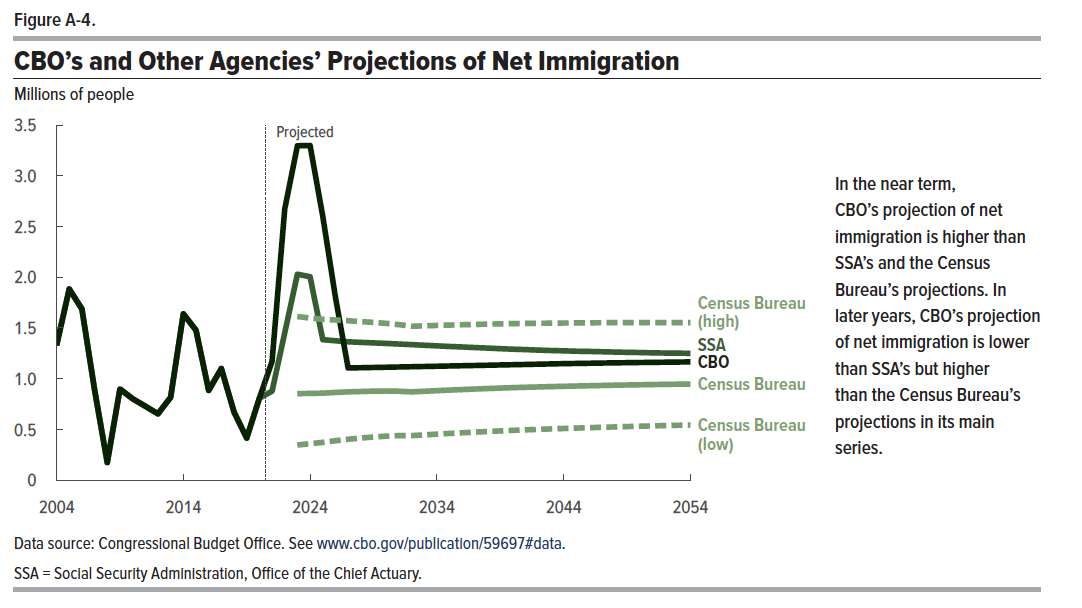 Figure A-4.
CBO’s and Other Agencies’ Projections of Net Immigration
Millions of people
3.5
3.0
2.5
2.0
1.5
1.0
0.5
0
Projected
Census Bureau
(high)
SSA
CBO
Census Bureau
Census Bureau
(low)
2004 2014 2024 2034 2044 2054
In the near term,
CBO’s projection of net
immigration is higher than
SSA’s and the Census
Bureau’s projections. In
later years, CBO’s projection
of net immigration is lower
than SSA’s but higher
than the Census Bureau’s
projections in its main
series.
Data source: Congressional Budget Office. See www.cbo.gov/publication/59697#data.
SSA = Social Security Administration, Office of the Chief Actuary.